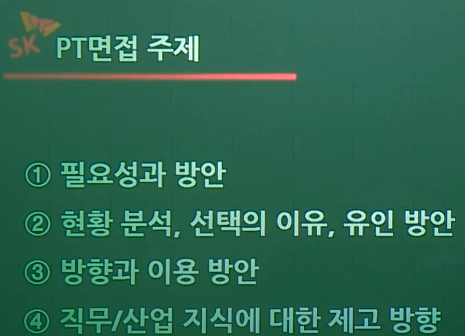 SK
PT면접 주제
① 필요성과 방안
② 현황 분석, 선택의 이유, 유인 방안
③ 방향과 이용 방안
④ 직무/산업 지식에 대한 제고 방향